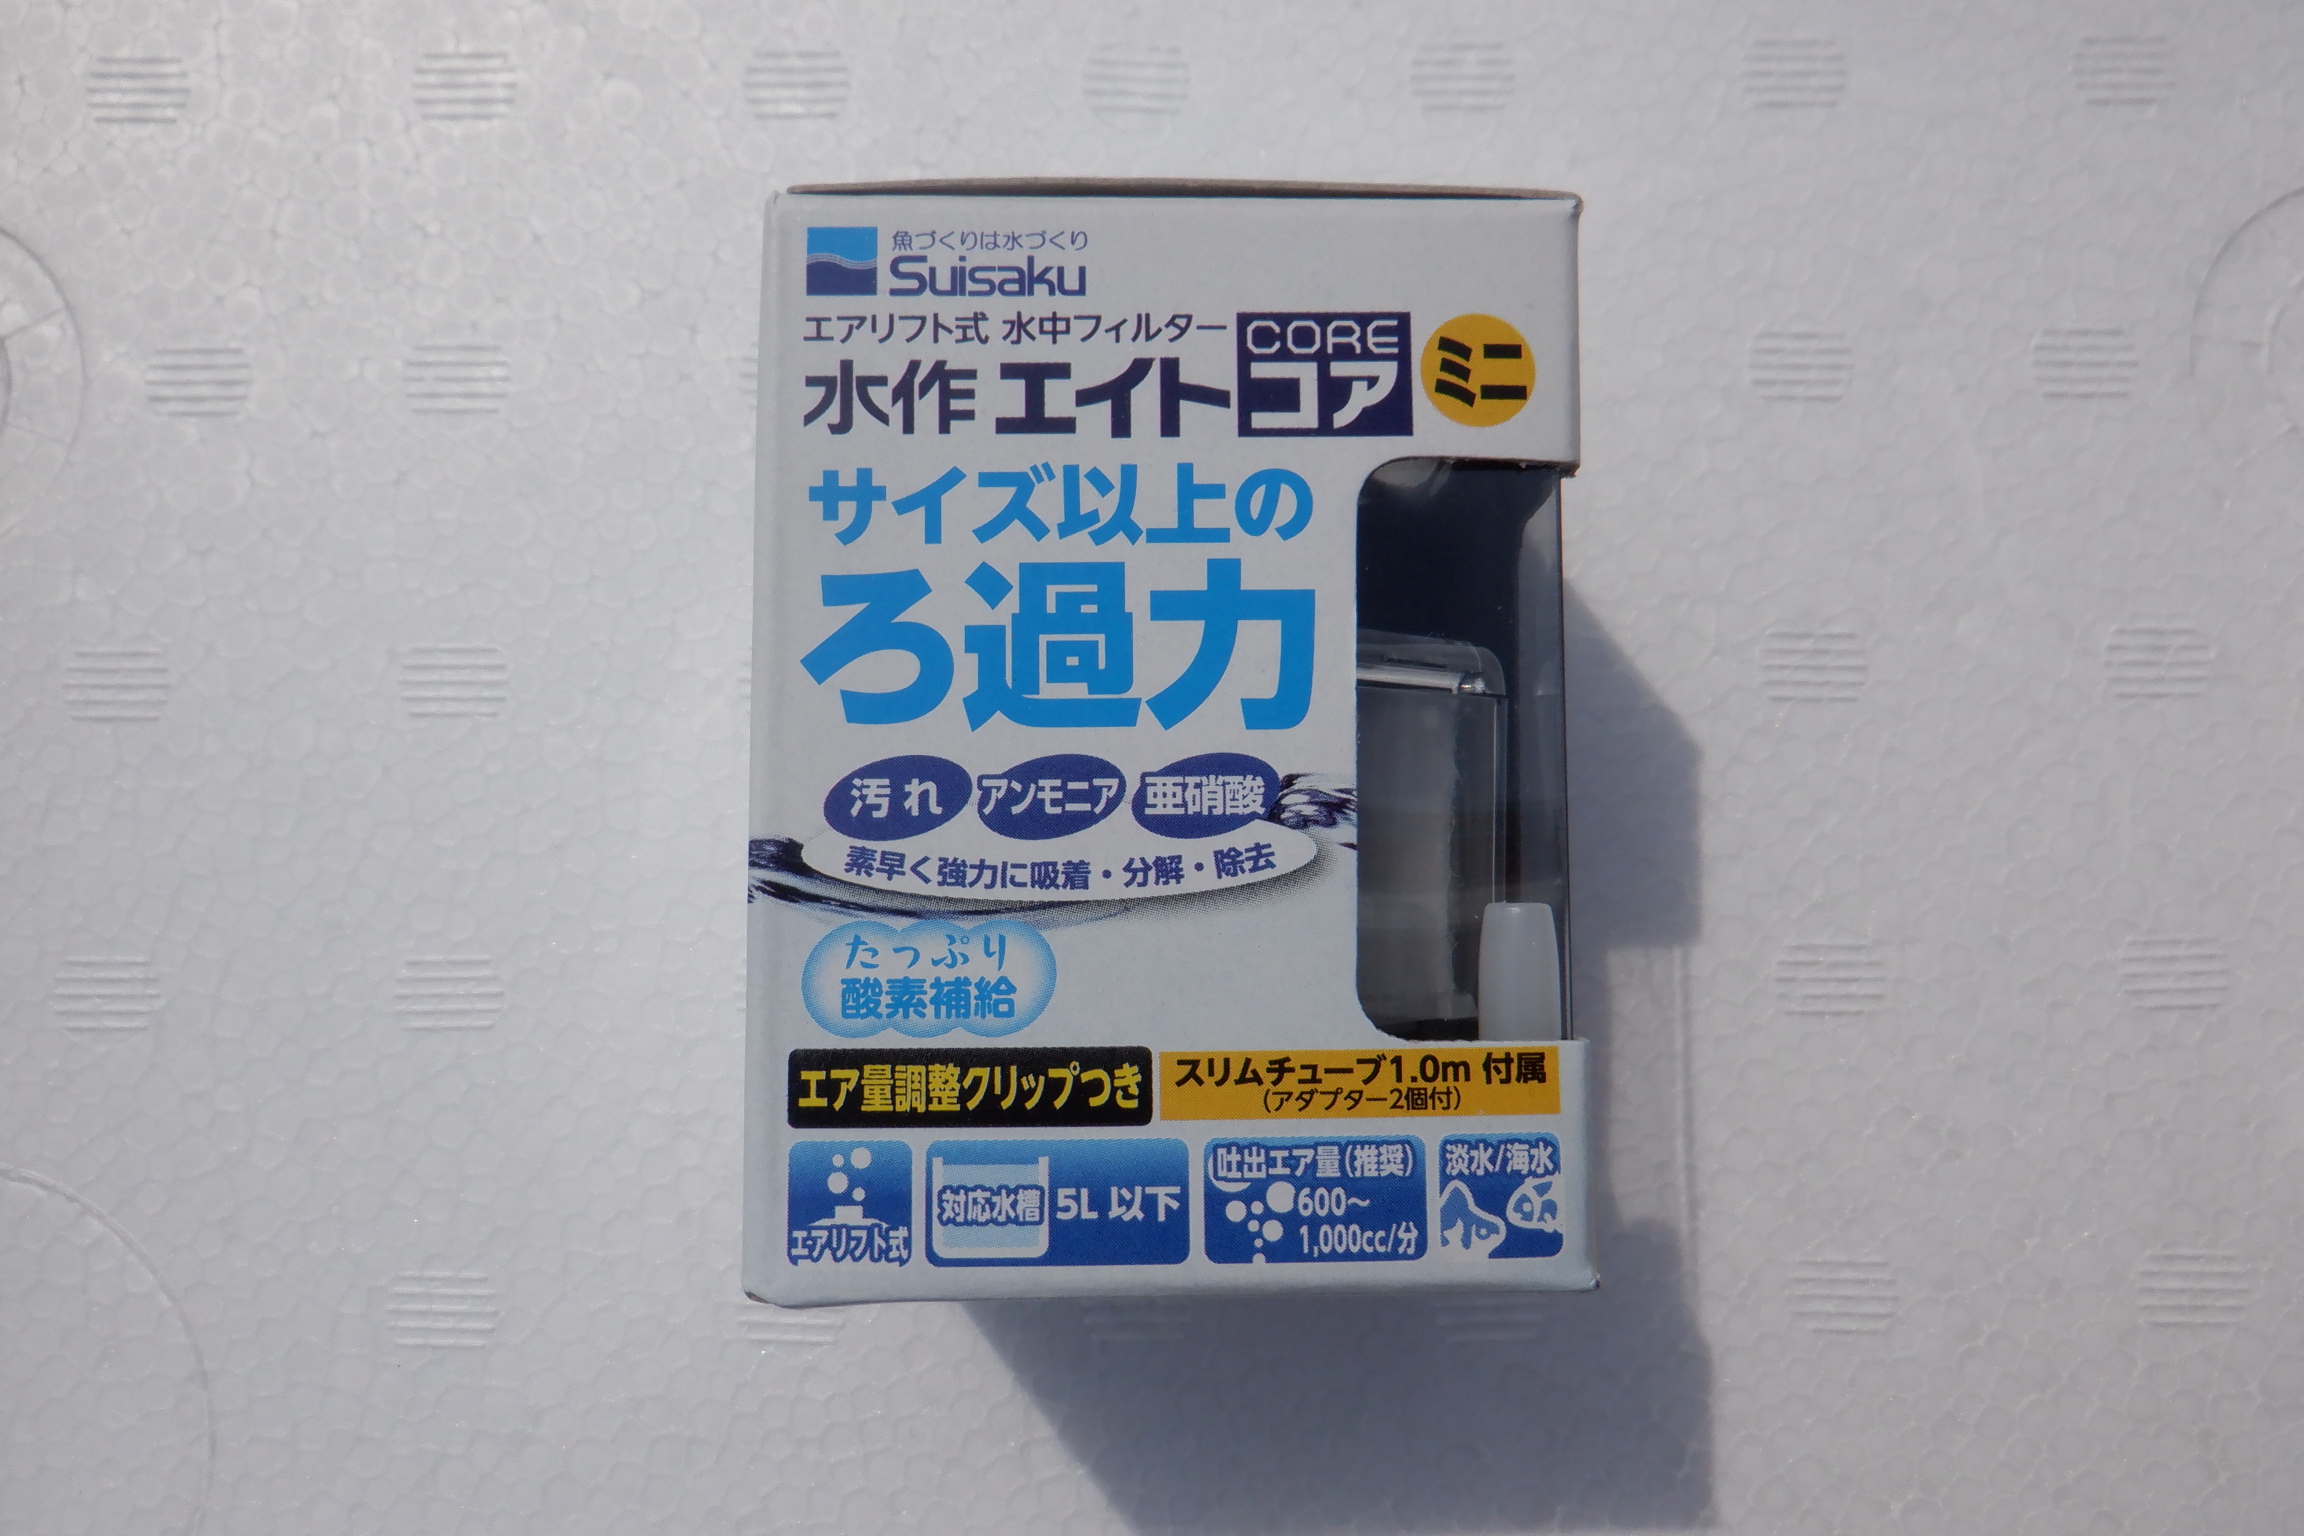 魚づくりは水づくり
Suisaku
エアリフト式 水中フィルター
水作 エイト CORE コア ミニ
サイズ以上の
ろ過力
汚れ アンモニア 亜硝酸
素早く強力に吸着・分解・除去
たっぷり
酸素補給
エア量調整クリップつき
スリムチューブ1.0m 付属
(アダプター2個付)
エアリフト式
対応水槽 5L 以下
吐出エア量(推奨)
600～
1,000cc/分
淡水/海水